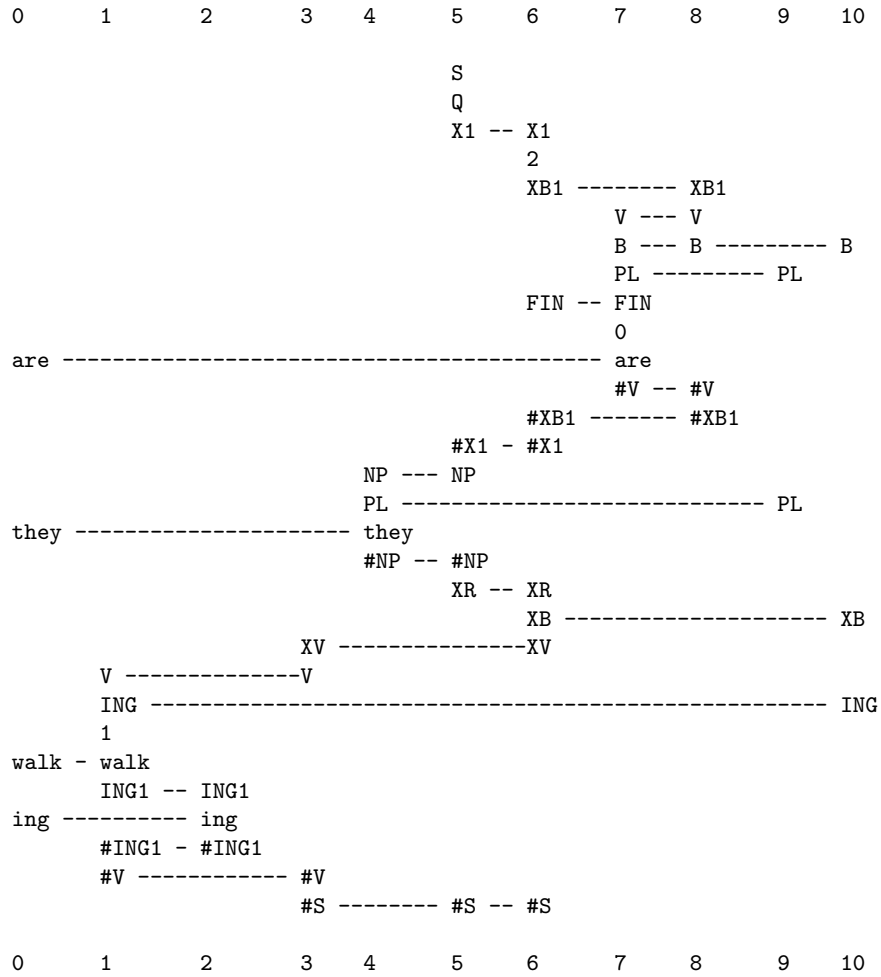 0 1 2 3 4 5 6 7 8 9 10
S
Q
X1 -- X1
2
XB1 -------- XB1
V --- V
B --- B --------- B
PL --------- PL
FIN -- FIN
0
are ------------------------------------------- are
#V -- #V
#XB1 ------- #XB1
#X1 - #X1
NP --- NP
PL ----------------------------- PL
they ---------------------- they
#NP -- #NP
XR -- XR
XB --------------------- XB
XV ---------------XV
V --------------V
ING ------------------------------------------------------ ING
1
walk - walk
ING1 -- ING1
ing ---------- ing
#ING1 - #ING1
#V ------------ #V
#S -------- #S -- #S
0 1 2 3 4 5 6 7 8 9 10